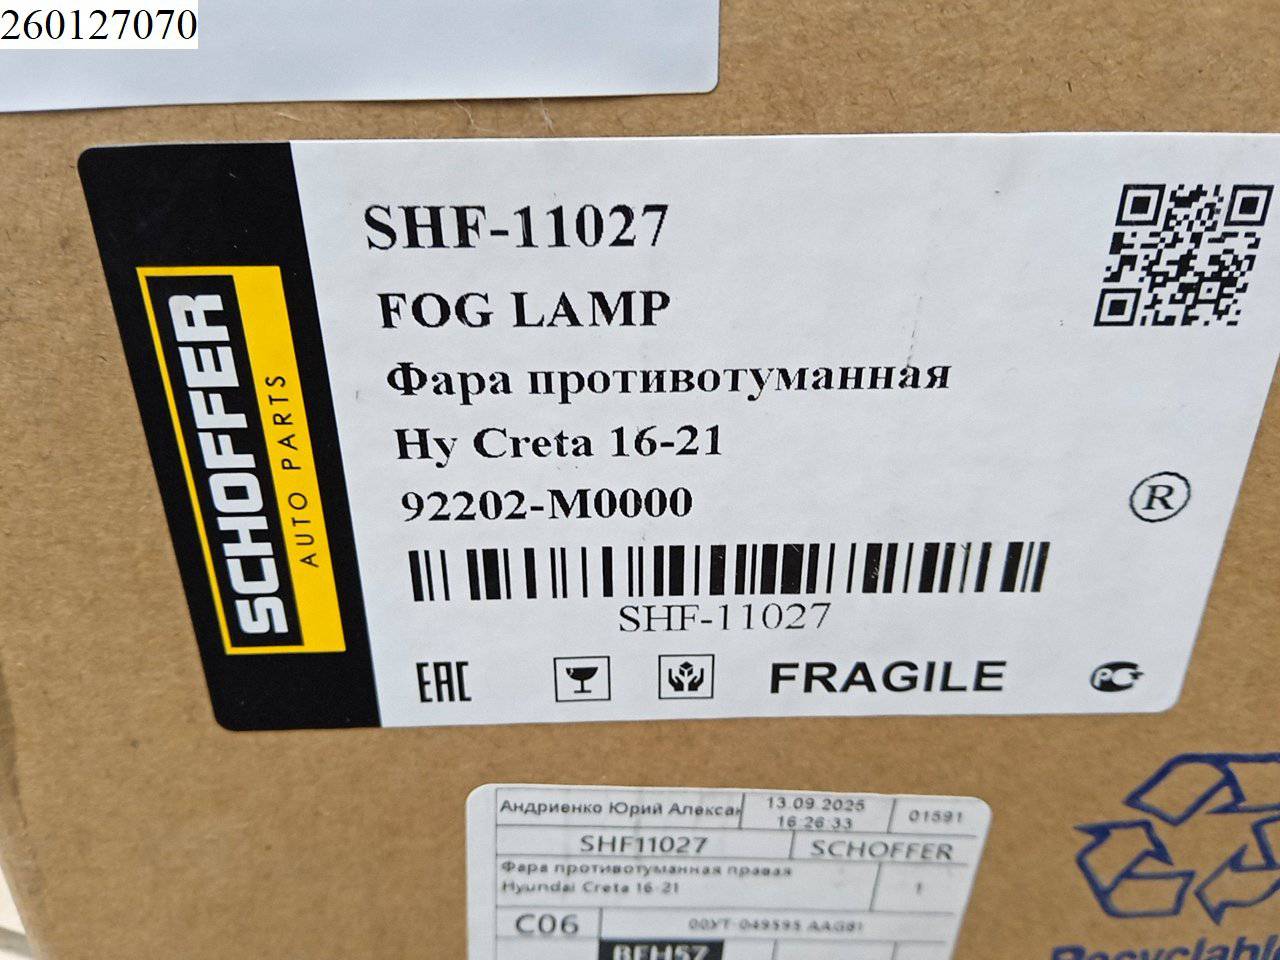 260127070
SHF-11027
FOG LAMP
Фара противотуманная
Hy Creta 16-21
92202-M0000
SHF-11027
SCHOFFER
AUTO PARTS
®
EAC
FRAGILE
РСТ
Андриенко Юрий Алекса
13.09.2025
16:26:33
01591
SHF11027
SCHOFFER
Фара противотуманная правая
Hyundai Creta 16-21
1
C06
00УТ-049595 AAG81